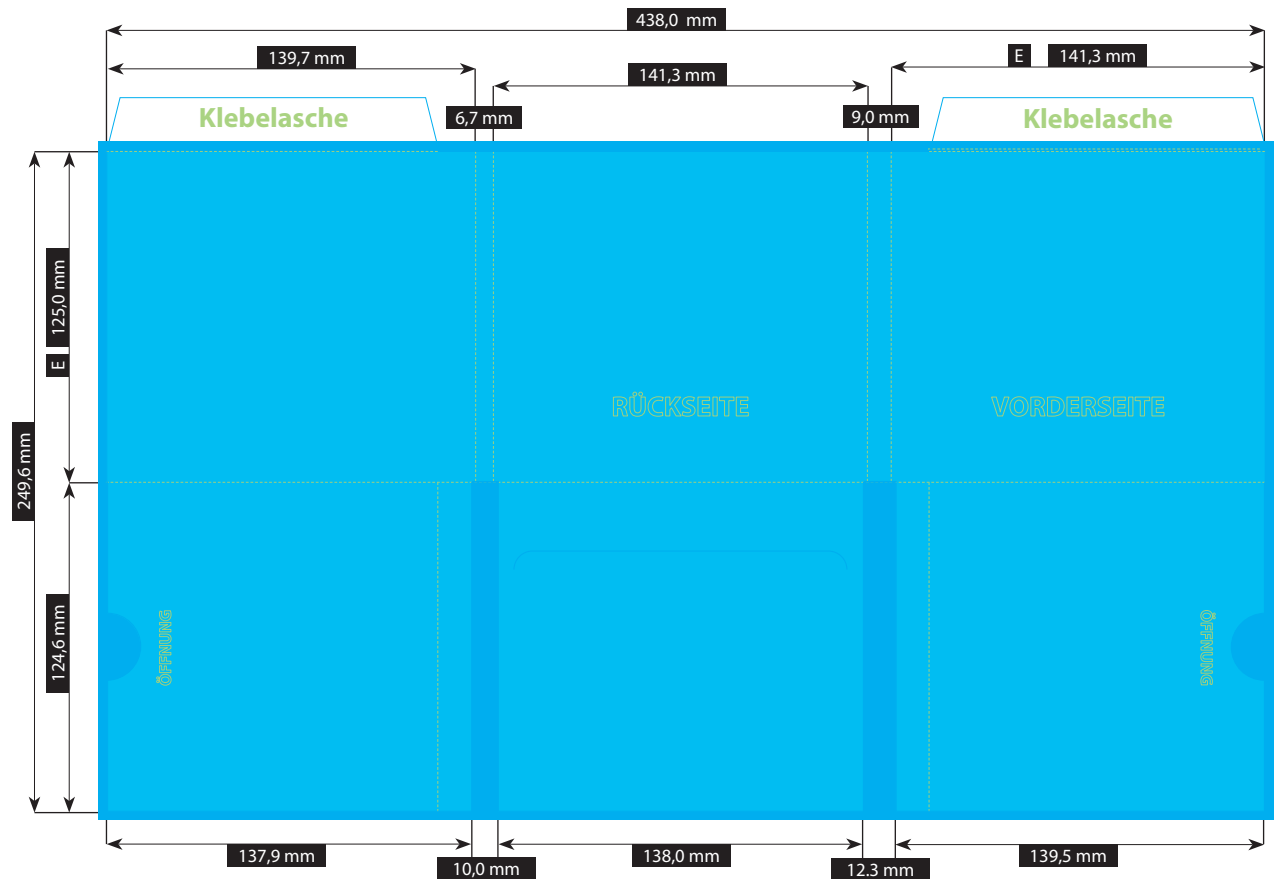 438,0 mm
139,7 mm
E 141,3 mm
141,3 mm
Klebelasche
6,7 mm
9,0 mm
Klebelasche
125,0 mm
E
RÜCKSEITE
VORDERSEITE
249,6 mm
124,6 mm
ÖFFNUNG
ÖFFNUNG
137,9 mm
10,0 mm
138,0 mm
12.3 mm
139,5 mm